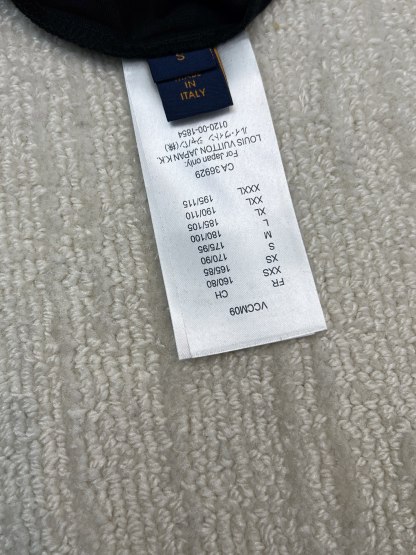 S
IN
ITALY
VCCM09
FR CH
XXS 160/80
XS 165/85
S 170/90
M 175/95
L 180/100
XL 185/105
XXL 190/110
XXXL 195/115
CA 36929
For Japan only:
LOUIS VUITTON JAPAN K.K.
ルイ・ヴィトン ジャパン(株)
0120-00-1854